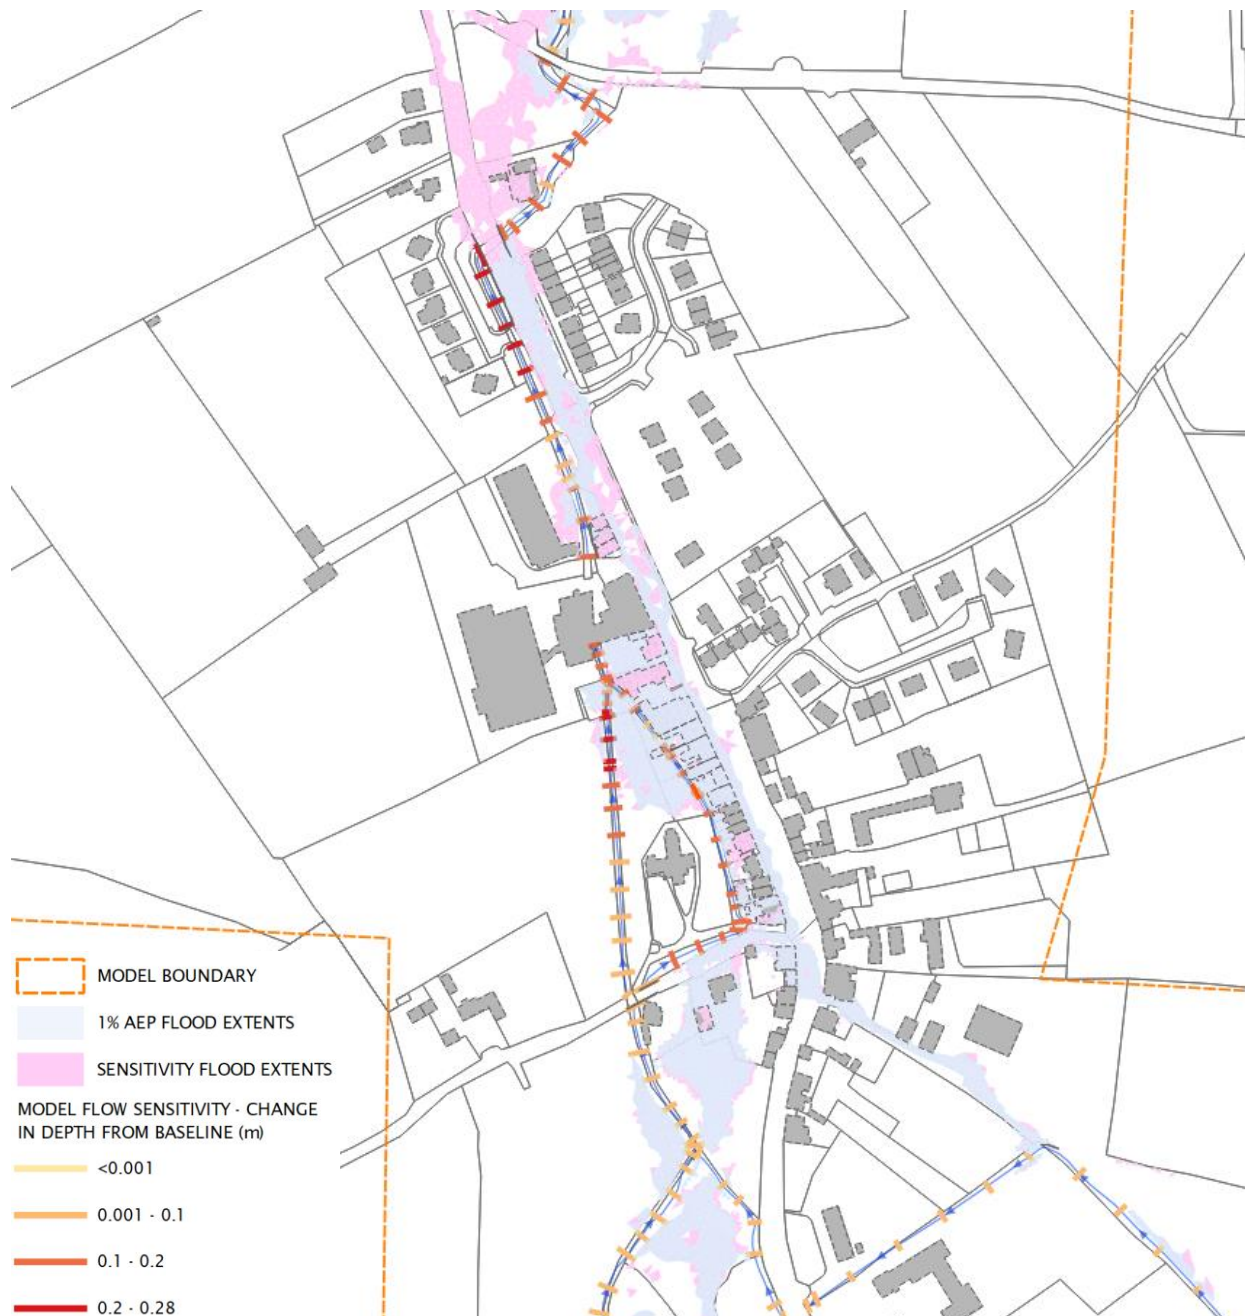 MODEL BOUNDARY
1% AEP FLOOD EXTENTS
SENSITIVITY FLOOD EXTENTS
MODEL FLOW SENSITIVITY - CHANGE
IN DEPTH FROM BASELINE (m)
<0.001
0.001 - 0.1
0.1 - 0.2
0.2 - 0.28